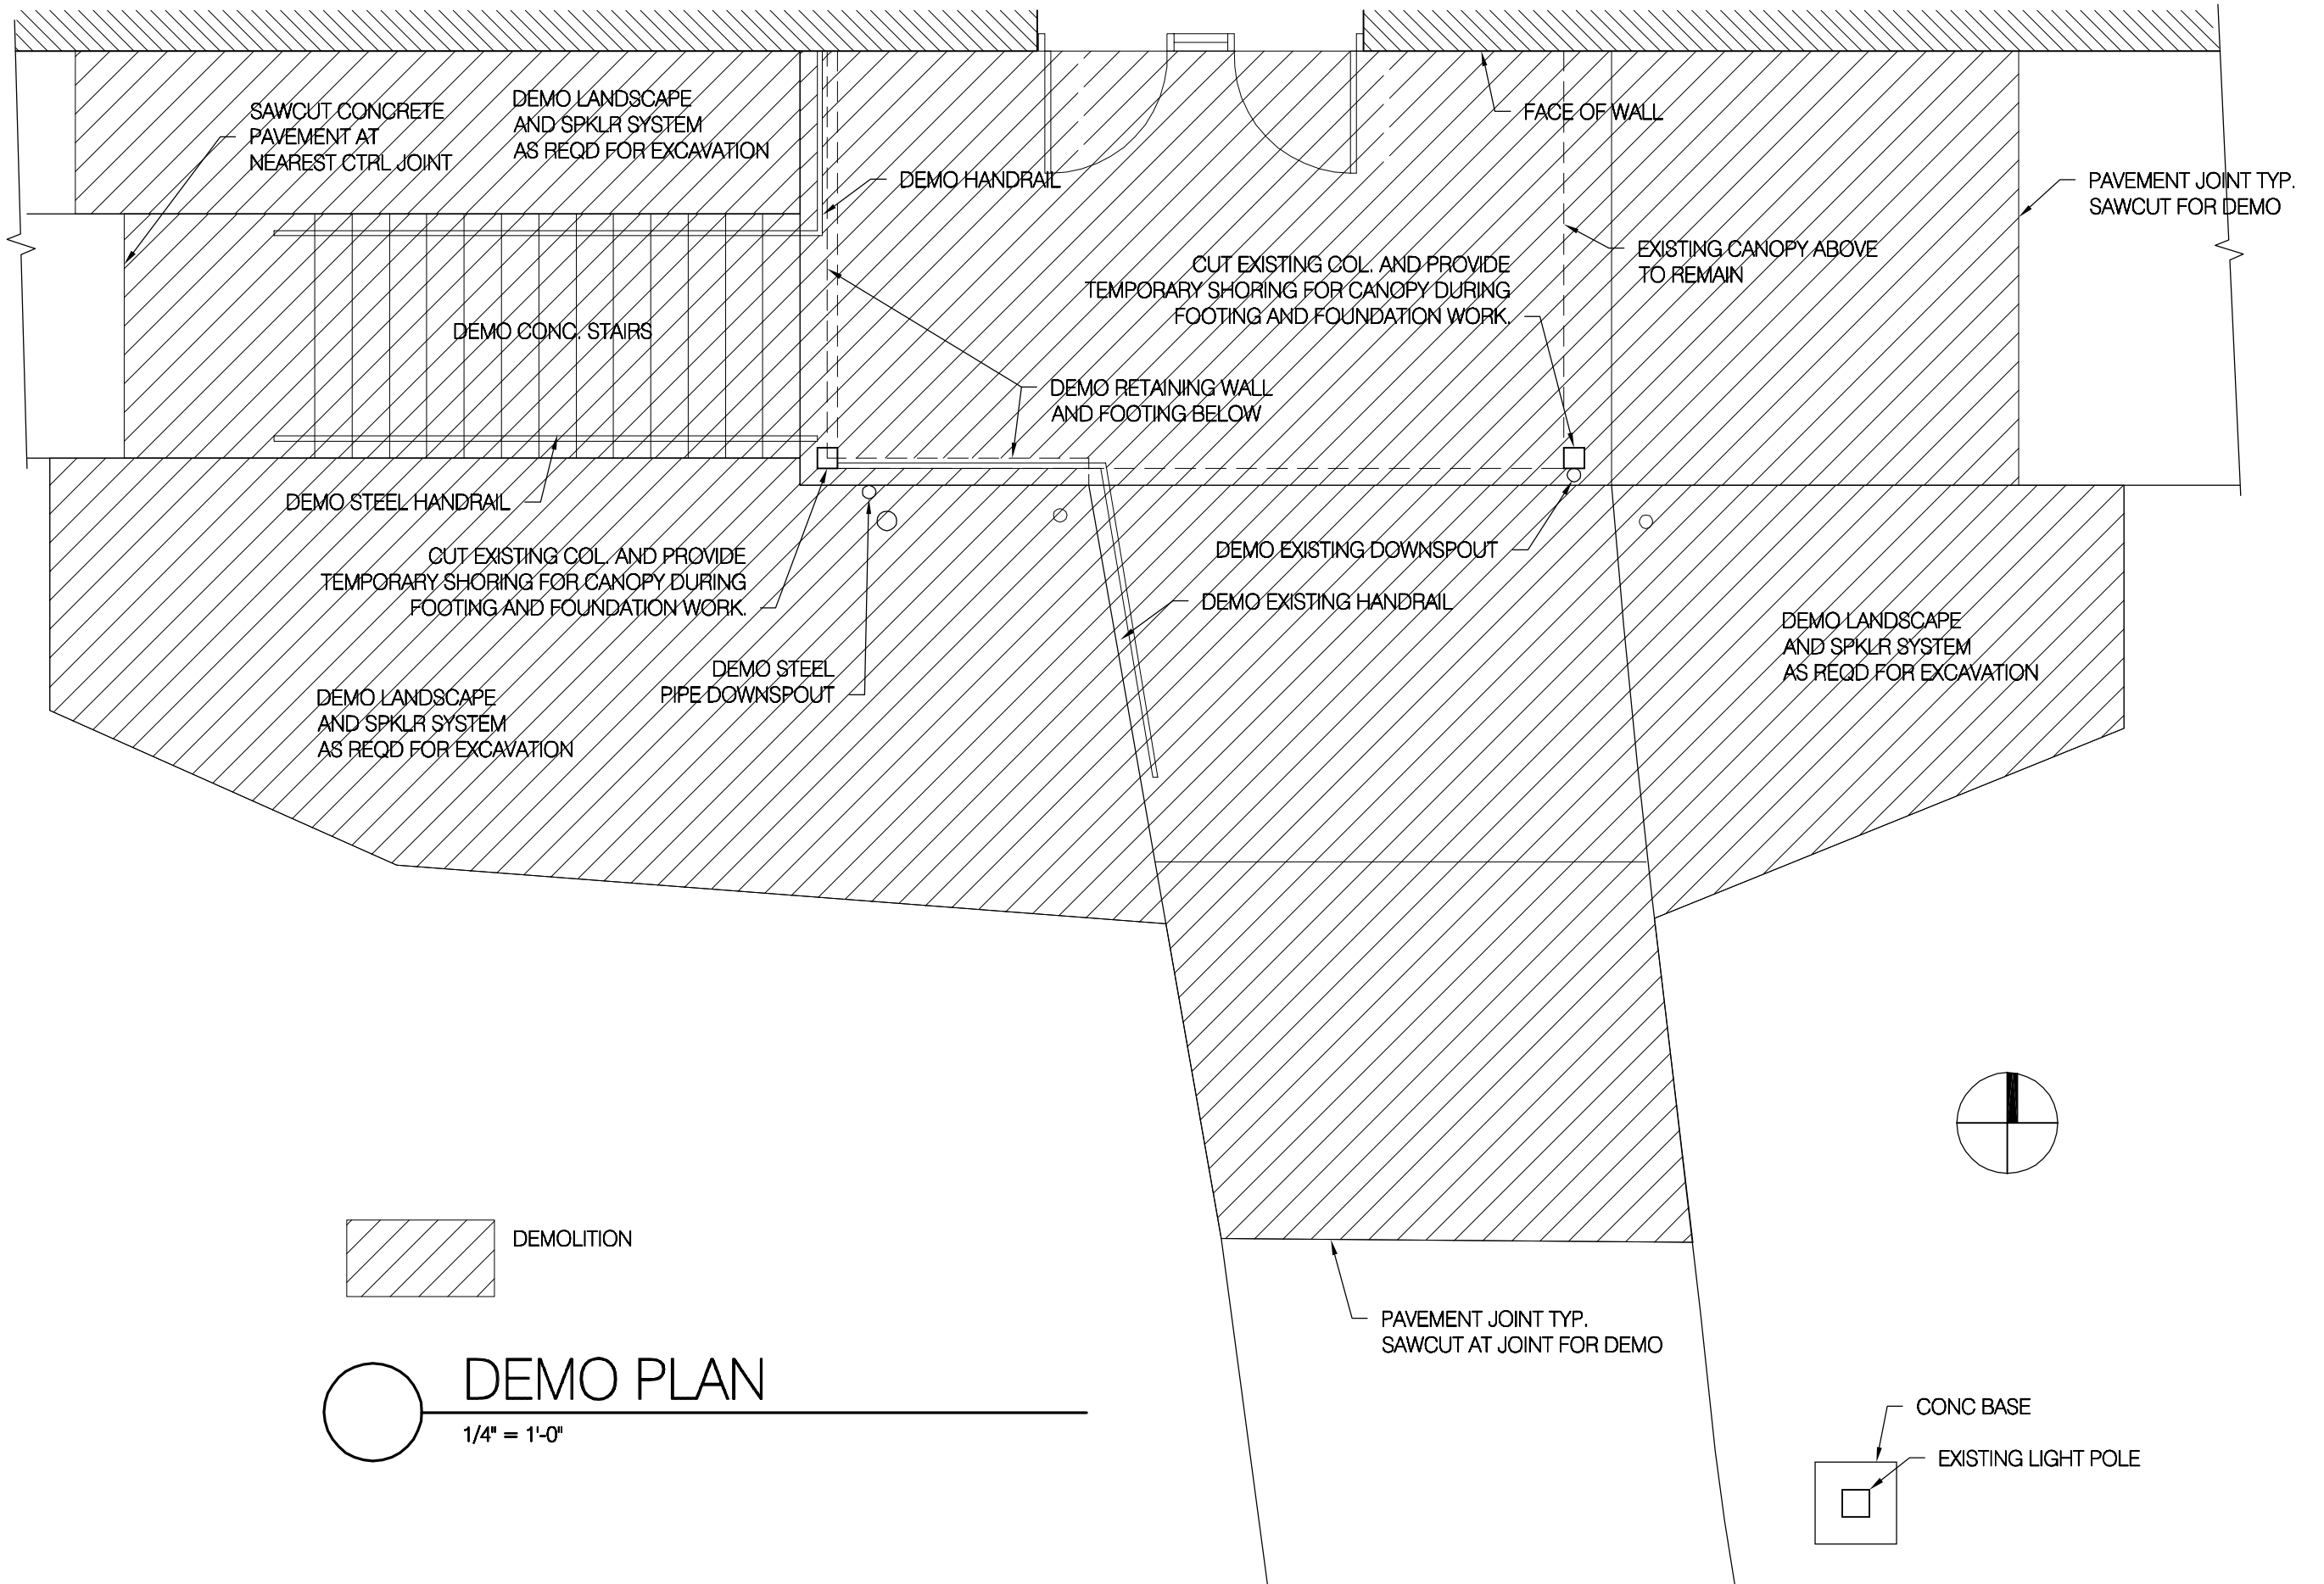 SAWCUT CONCRETE
PAVEMENT AT
NEAREST CTRL JOINT
DEMO LANDSCAPE
AND SPKLR SYSTEM
AS REQD FOR EXCAVATION
DEMO HANDRAIL
FACE OF WALL
PAVEMENT JOINT TYP.
SAWCUT FOR DEMO
EXISTING CANOPY ABOVE
TO REMAIN
CUT EXISTING COL. AND PROVIDE
TEMPORARY SHORING FOR CANOPY DURING
FOOTING AND FOUNDATION WORK.
DEMO CONC. STAIRS
DEMO RETAINING WALL
AND FOOTING BELOW
DEMO STEEL HANDRAIL
CUT EXISTING COL. AND PROVIDE
TEMPORARY SHORING FOR CANOPY DURING
FOOTING AND FOUNDATION WORK.
DEMO EXISTING DOWNSPOUT
DEMO EXISTING HANDRAIL
DEMO STEEL
PIPE DOWNSPOUT
DEMO LANDSCAPE
AND SPKLR SYSTEM
AS REQD FOR EXCAVATION
DEMO LANDSCAPE
AND SPKLR SYSTEM
AS REQD FOR EXCAVATION
DEMOLITION
PAVEMENT JOINT TYP.
SAWCUT AT JOINT FOR DEMO
DEMO PLAN
1/4" = 1'-0"
CONC BASE
EXISTING LIGHT POLE